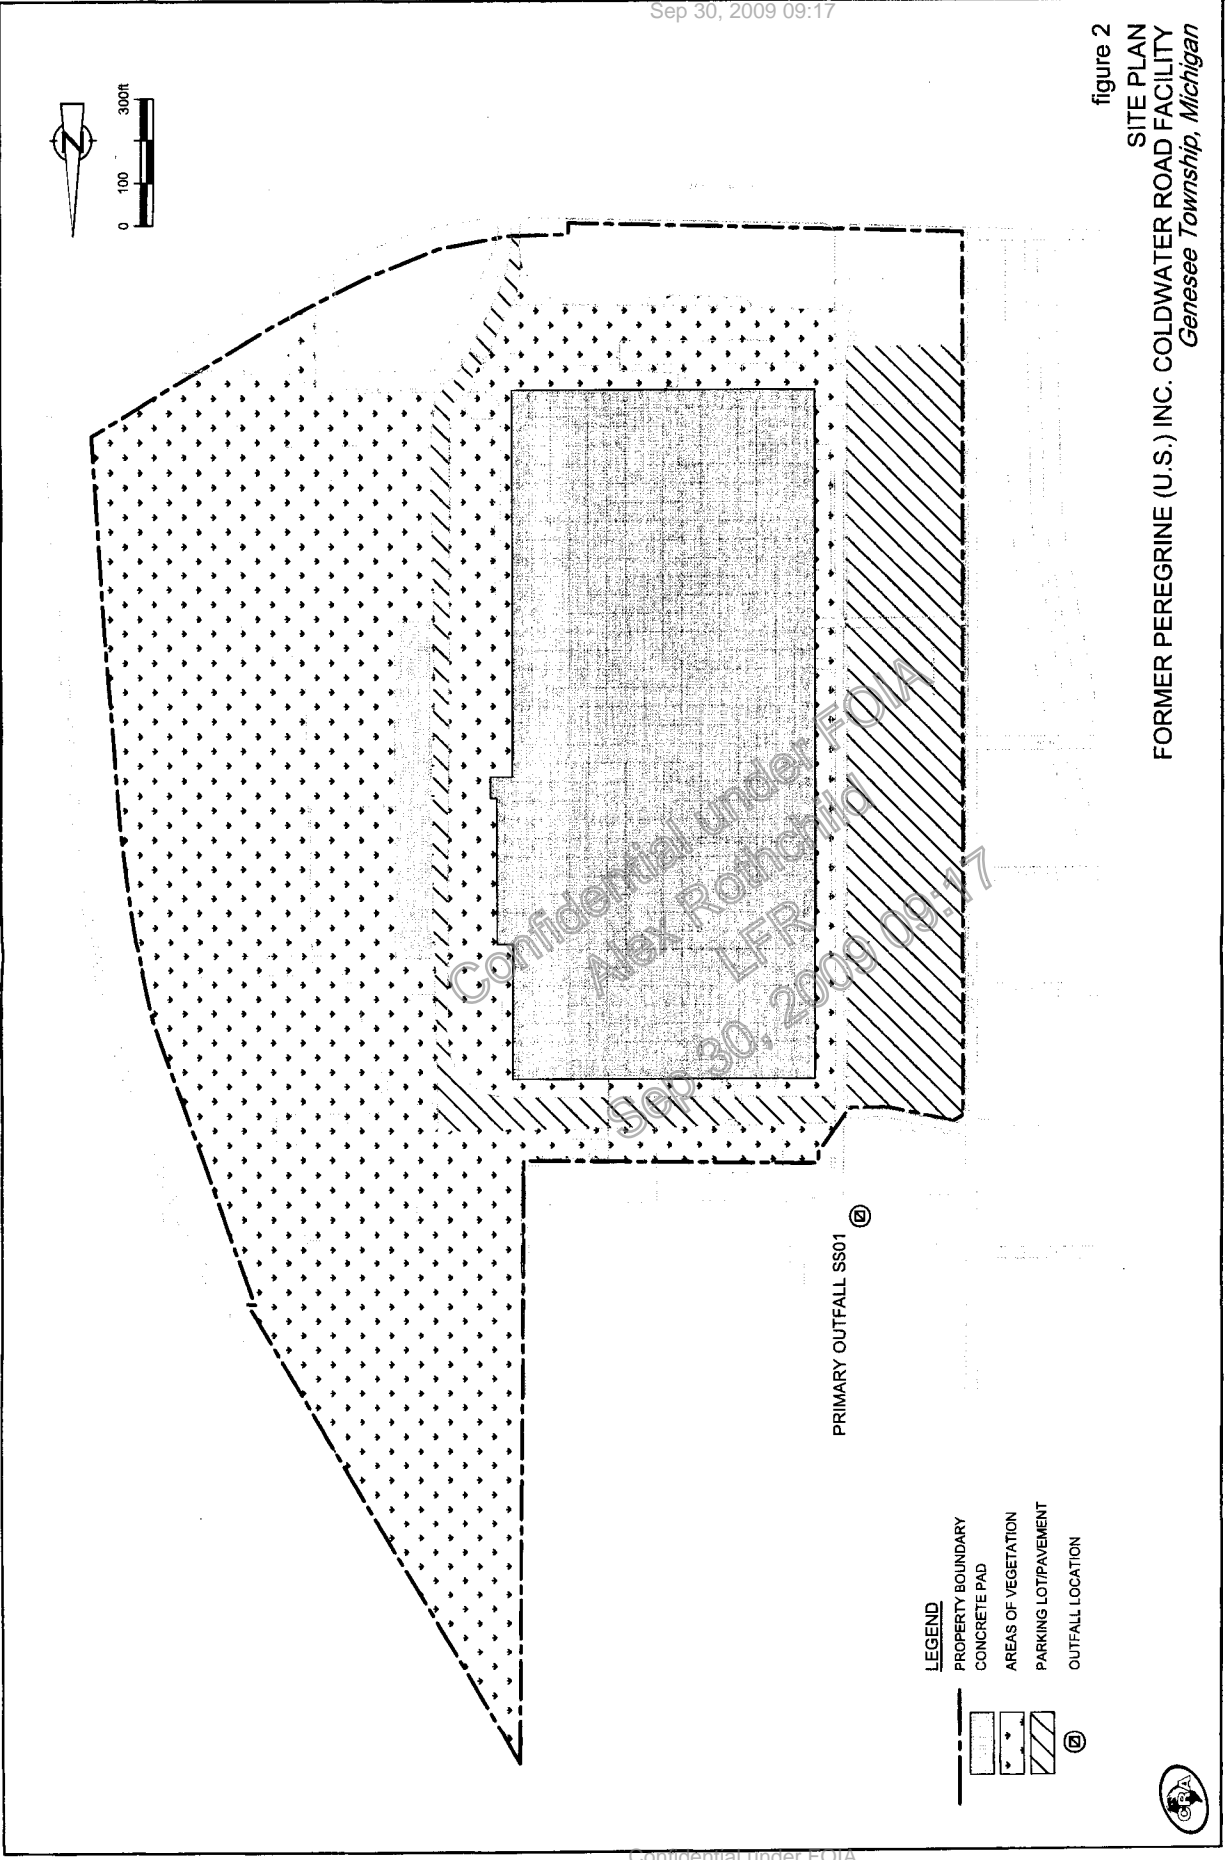 Sep 30, 2009 09:17
N
0 100 300ft
PRIMARY OUTFALL SS01
LEGEND
PROPERTY BOUNDARY
CONCRETE PAD
AREAS OF VEGETATION
PARKING LOT/PAVEMENT
OUTFALL LOCATION
figure 2
SITE PLAN
FORMER PEREGRINE (U.S.) INC. COLDWATER ROAD FACILITY
Genesee Township, Michigan
CRA
Confidential under FOIA
Alex Rothchild
LFR
Sep 30, 2009 09:17
Confidential under FOIA